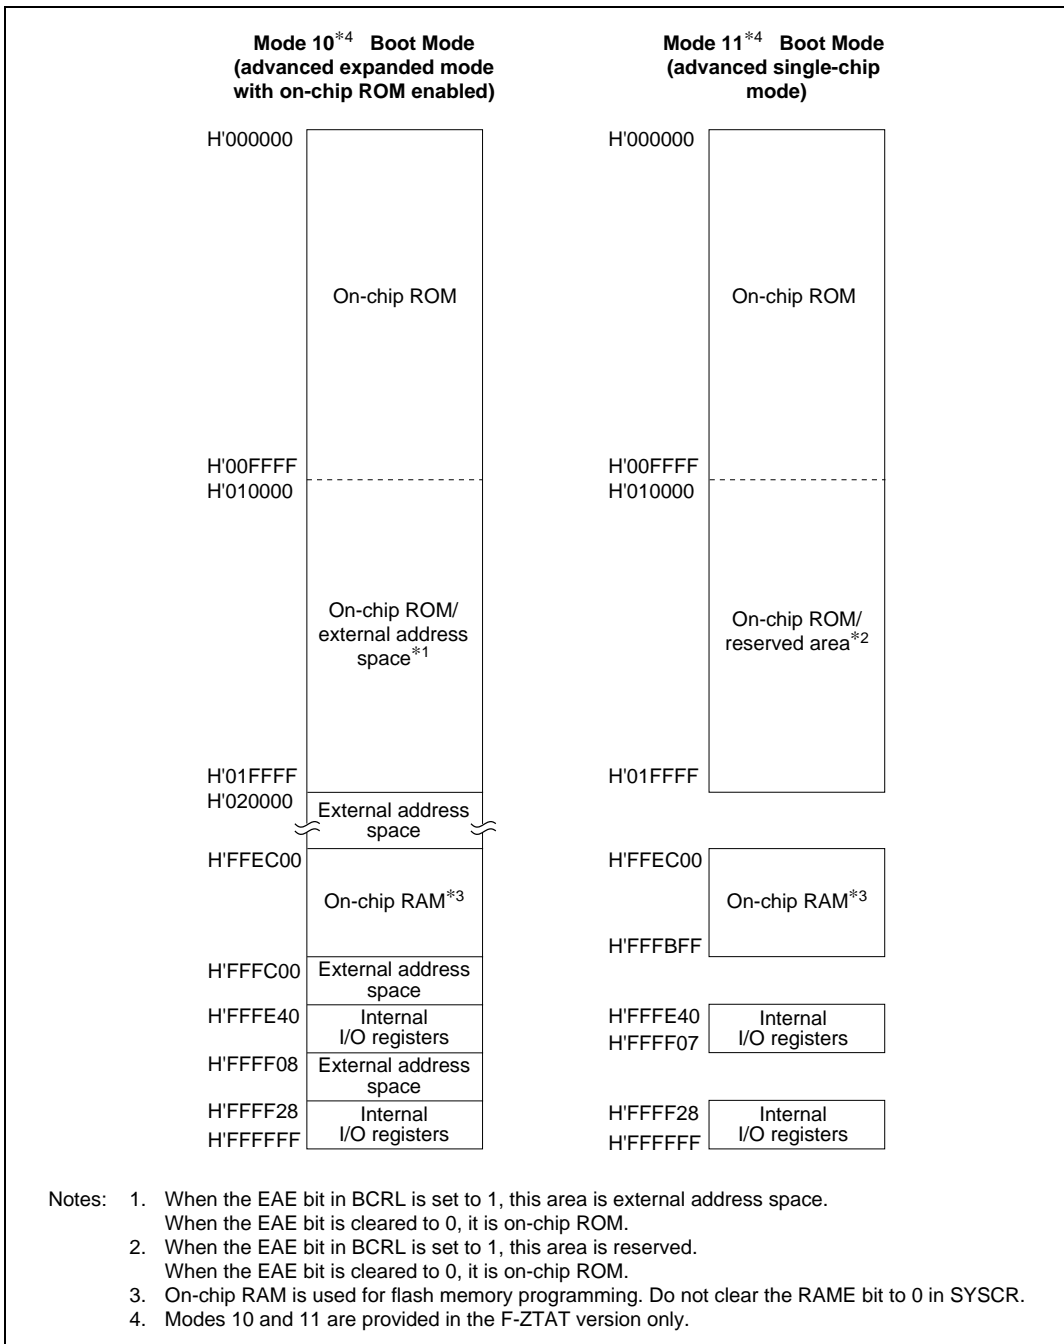 Mode 10*4 Boot Mode
(advanced expanded mode
with on-chip ROM enabled)
H'000000
On-chip ROM
H'00FFFF
H'010000
On-chip ROM/
external address
space*1
H'01FFFF
H'020000
External address
space
H'FFEC00
On-chip RAM*3
H'FFFC00
External address
space
H'FFFE40
Internal
I/O registers
H'FFFF08
External address
space
H'FFFF28
Internal
I/O registers
H'FFFFFF
Mode 11*4 Boot Mode
(advanced single-chip
mode)
H'000000
On-chip ROM
H'00FFFF
H'010000
On-chip ROM/
reserved area*2
H'01FFFF
H'FFEC00
On-chip RAM*3
H'FFFBFF
H'FFFE40
Internal
I/O registers
H'FFFF07
H'FFFF28
Internal
I/O registers
H'FFFFFF
Notes: 1. When the EAE bit in BCRL is set to 1, this area is external address space.
When the EAE bit is cleared to 0, it is on-chip ROM.
2. When the EAE bit in BCRL is set to 1, this area is reserved.
When the EAE bit is cleared to 0, it is on-chip ROM.
3. On-chip RAM is used for flash memory programming. Do not clear the RAME bit to 0 in SYSCR.
4. Modes 10 and 11 are provided in the F-ZTAT version only.